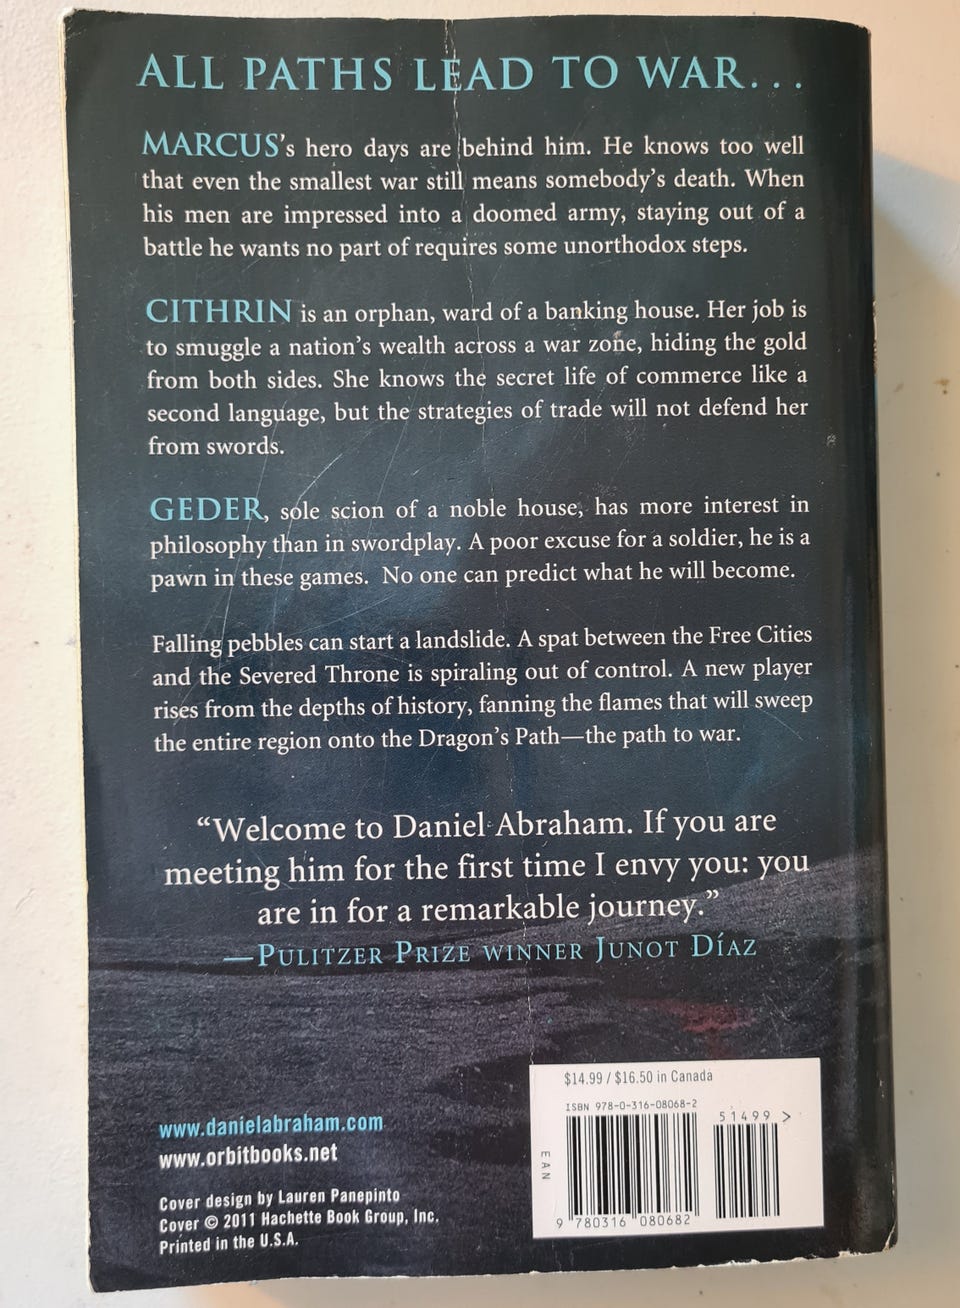 ALL PATHS LEAD TO WAR...
MARCUS's hero days are behind him. He knows too well
that even the smallest war still means somebody's death. When
his men are impressed into a doomed army, staying out of a
battle he wants no part of requires some unorthodox steps.
CITHRIN is an orphan, ward of a banking house. Her job is
to smuggle a nation's wealth across a war zone, hiding the gold
from both sides. She knows the secret life of commerce like a
second language, but the strategies of trade will not defend her
from swords.
GEDER, sole scion of a noble house, has more interest in
philosophy than in swordplay. A poor excuse for a soldier, he is a
pawn in these games. No one can predict what he will become.
Falling pebbles can start a landslide. A spat between the Free Cities
and the Severed Throne is spiraling out of control. A new player
rises from the depths of history, fanning the flames that will sweep
the entire region onto the Dragon's Path—the path to war.
“Welcome to Daniel Abraham. If you are
meeting him for the first time I envy you: you
are in for a remarkable journey.”
—PULITZER PRIZE WINNER JUNOT DÍAZ
www.danielabraham.com
www.orbitbooks.net
Cover design by Lauren Panepinto
Cover © 2011 Hachette Book Group, Inc.
Printed in the U.S.A.
$14.99 / $16.50 in Canada
ISBN 978-0-316-08068-2
51499>
EAN
9 780316 080682